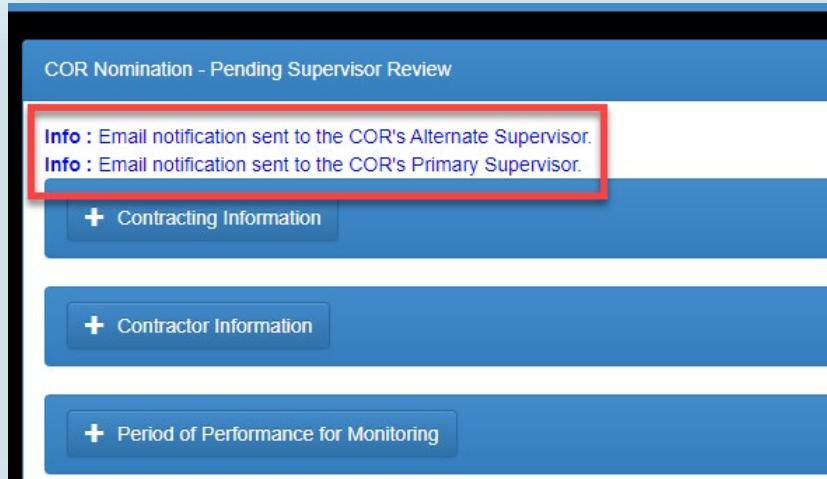 COR Nomination - Pending Supervisor Review
Info : Email notification sent to the COR's Alternate Supervisor.
Info : Email notification sent to the COR's Primary Supervisor.
+ Contracting Information
+ Contractor Information
+ Period of Performance for Monitoring